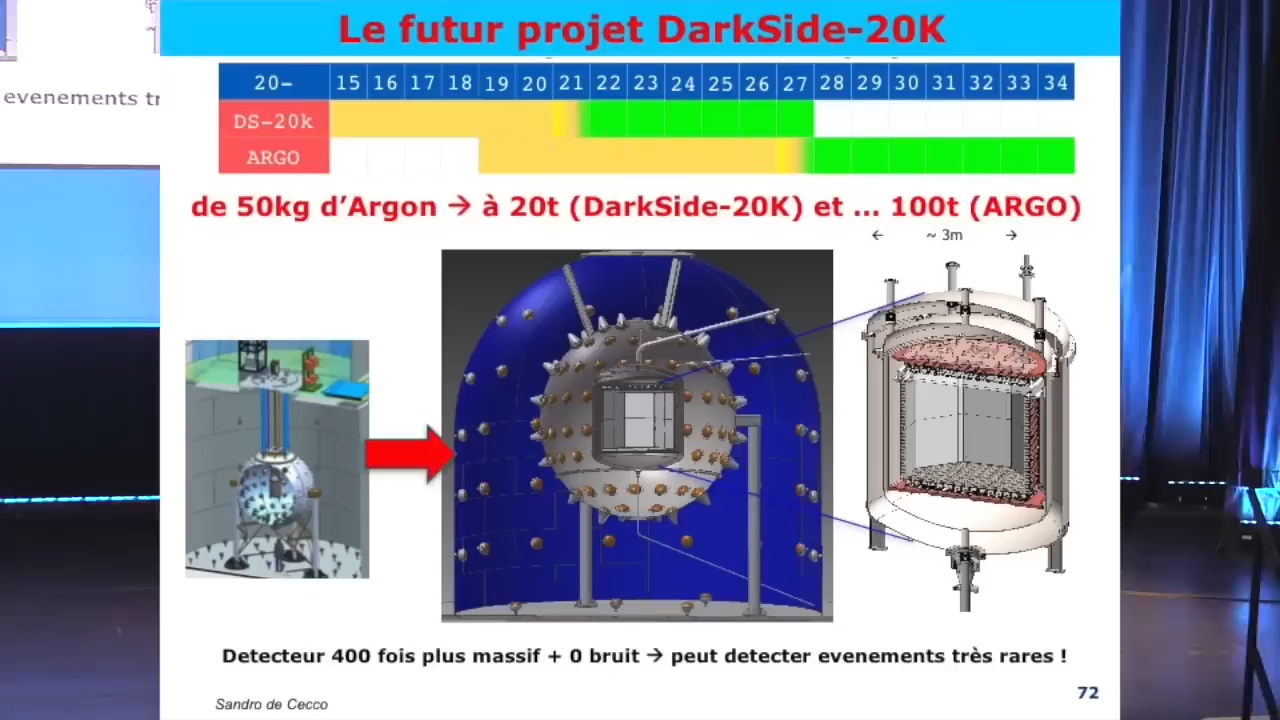 Le futur projet DarkSide-20K
evenements tr
20- 15 16 17 18 19 20 21 22 23 24 25 26 27 28 29 30 31 32 33 34
DS-20k
ARGO
de 50kg d’Argon → à 20t (DarkSide-20K) et ... 100t (ARGO)
← ~ 3m →
Detecteur 400 fois plus massif + 0 bruit → peut detecter evenements très rares !
Sandro de Cecco
72